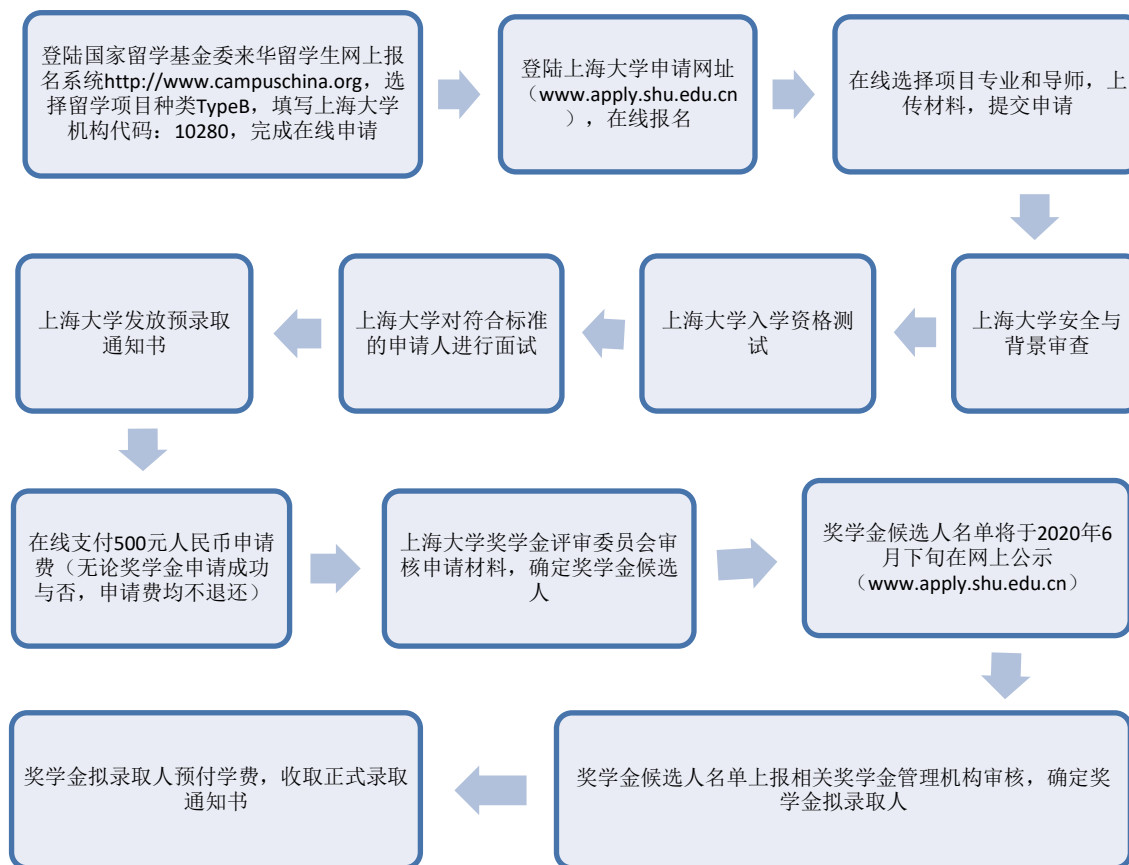 登陆国家留学基金委来华留学生网上报
名系统http://www.campuschina.org，选
择留学项目种类TypeB，填写上海大学
机构代码：10280，完成在线申请
登陆上海大学申请网址
（www.apply.shu.edu.cn
），在线报名
在线选择项目专业和导师，上
传材料，提交申请
上海大学安全与
背景审查
上海大学入学资格测
试
上海大学对符合标准
的申请人进行面试
上海大学发放预录取
通知书
在线支付500元人民币申请
费（无论奖学金申请成功
与否，申请费均不退还）
上海大学奖学金评审委员会审
核申请材料，确定奖学金候选
人
奖学金候选人名单将于2020年6
月下旬在网上公示
（www.apply.shu.edu.cn）
奖学金候选人名单上报相关奖学金管理机构审核，确定奖
学金拟录取人
奖学金拟录取人预付学费，收取正式录取
通知书